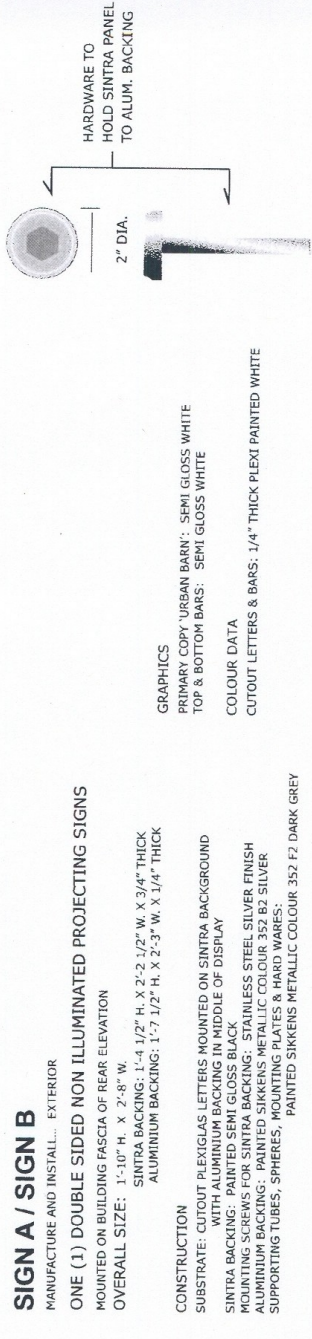 SIGN A / SIGN B
MANUFACTURE AND INSTALL... EXTERIOR
ONE (1) DOUBLE SIDED NON ILLUMINATED PROJECTING SIGNS
MOUNTED ON BUILDING FASCIA OF REAR ELEVATION
OVERALL SIZE: 1'-10" H. X 2'-8" W.
SINTRA BACKING: 1'-4 1/2" H. X 2'-2 1/2" W. X 3/4" THICK
ALUMINIUM BACKING: 1'-7 1/2" H. X 2'-3" W. X 1/4" THICK
CONSTRUCTION
SUBSTRATE: CUTOUT PLEXIGLAS LETTERS MOUNTED ON SINTRA BACKGROUND
WITH ALUMINIUM BACKING IN MIDDLE OF DISPLAY
SINTRA BACKING: PAINTED SEMI GLOSS BLACK
MOUNTING SCREWS FOR SINTRA BACKING: STAINLESS STEEL SILVER FINISH
ALUMINIUM BACKING: PAINTED SIKKENS METALLIC COLOUR 352 B2 SILVER
SUPPORTING TUBES, SPHERES, MOUNTING PLATES & HARD WARES:
PAINTED SIKKENS METALLIC COLOUR 352 F2 DARK GREY
GRAPHICS
PRIMARY COPY 'URBAN BARN': SEMI GLOSS WHITE
TOP & BOTTOM BARS: SEMI GLOSS WHITE
COLOUR DATA
CUTOUT LETTERS & BARS: 1/4" THICK PLEXI PAINTED WHITE
2" DIA.
HARDWARE TO
HOLD SINTRA PANEL
TO ALUM. BACKING